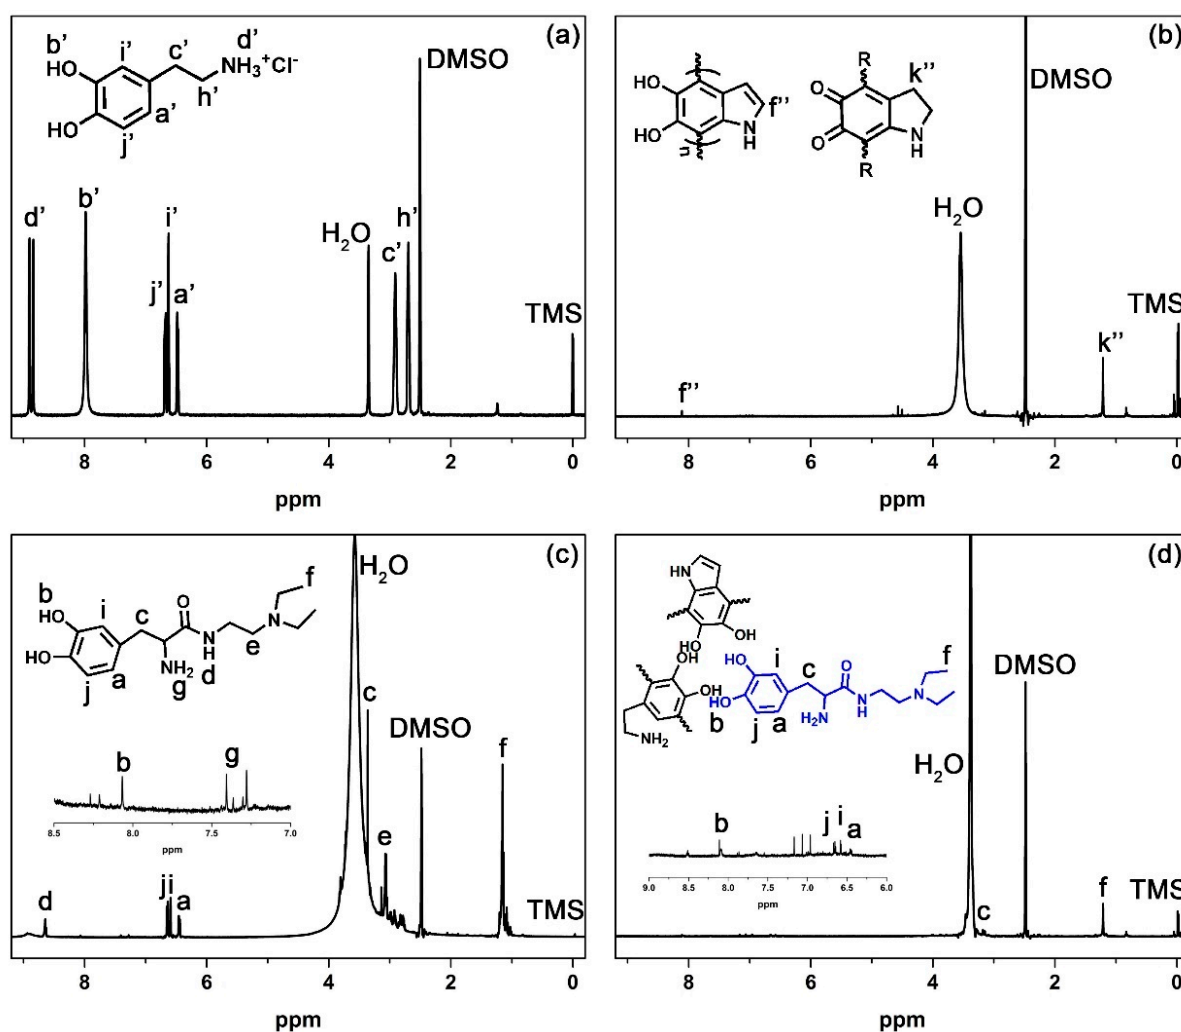 (a)
b'
HO
i'
c'
d'
NH₃⁺Cl⁻
HO
a'
h'
j'
DMSO
d'
b'
j'
i'
a'
H₂O
c'
h'
TMS
8 6 4 2 0
ppm
(b)
HO
HO
n
N
H
f''
R
k''
O
O
N
H
R
DMSO
H₂O
k''
TMS
f''
8 6 4 2 0
ppm
(c)
b
HO
i
c
O
N
f
HO
N
H
e
j
a
NH₂
g
d
H₂O
c
DMSO
f
e
b
g
8.5 8.0 7.5 7.0
ppm
d
ji
a
TMS
8 6 4 2 0
ppm
(d)
HN
OH
HO
OH
OH
NH₂
HO
i
c
O
N
f
HO
N
H
b
j
a
H₂N
DMSO
H₂O
b
j
i
a
9.0 8.5 8.0 7.5 7.0 6.5 6.0
ppm
c
f
TMS
8 6 4 2 0
ppm